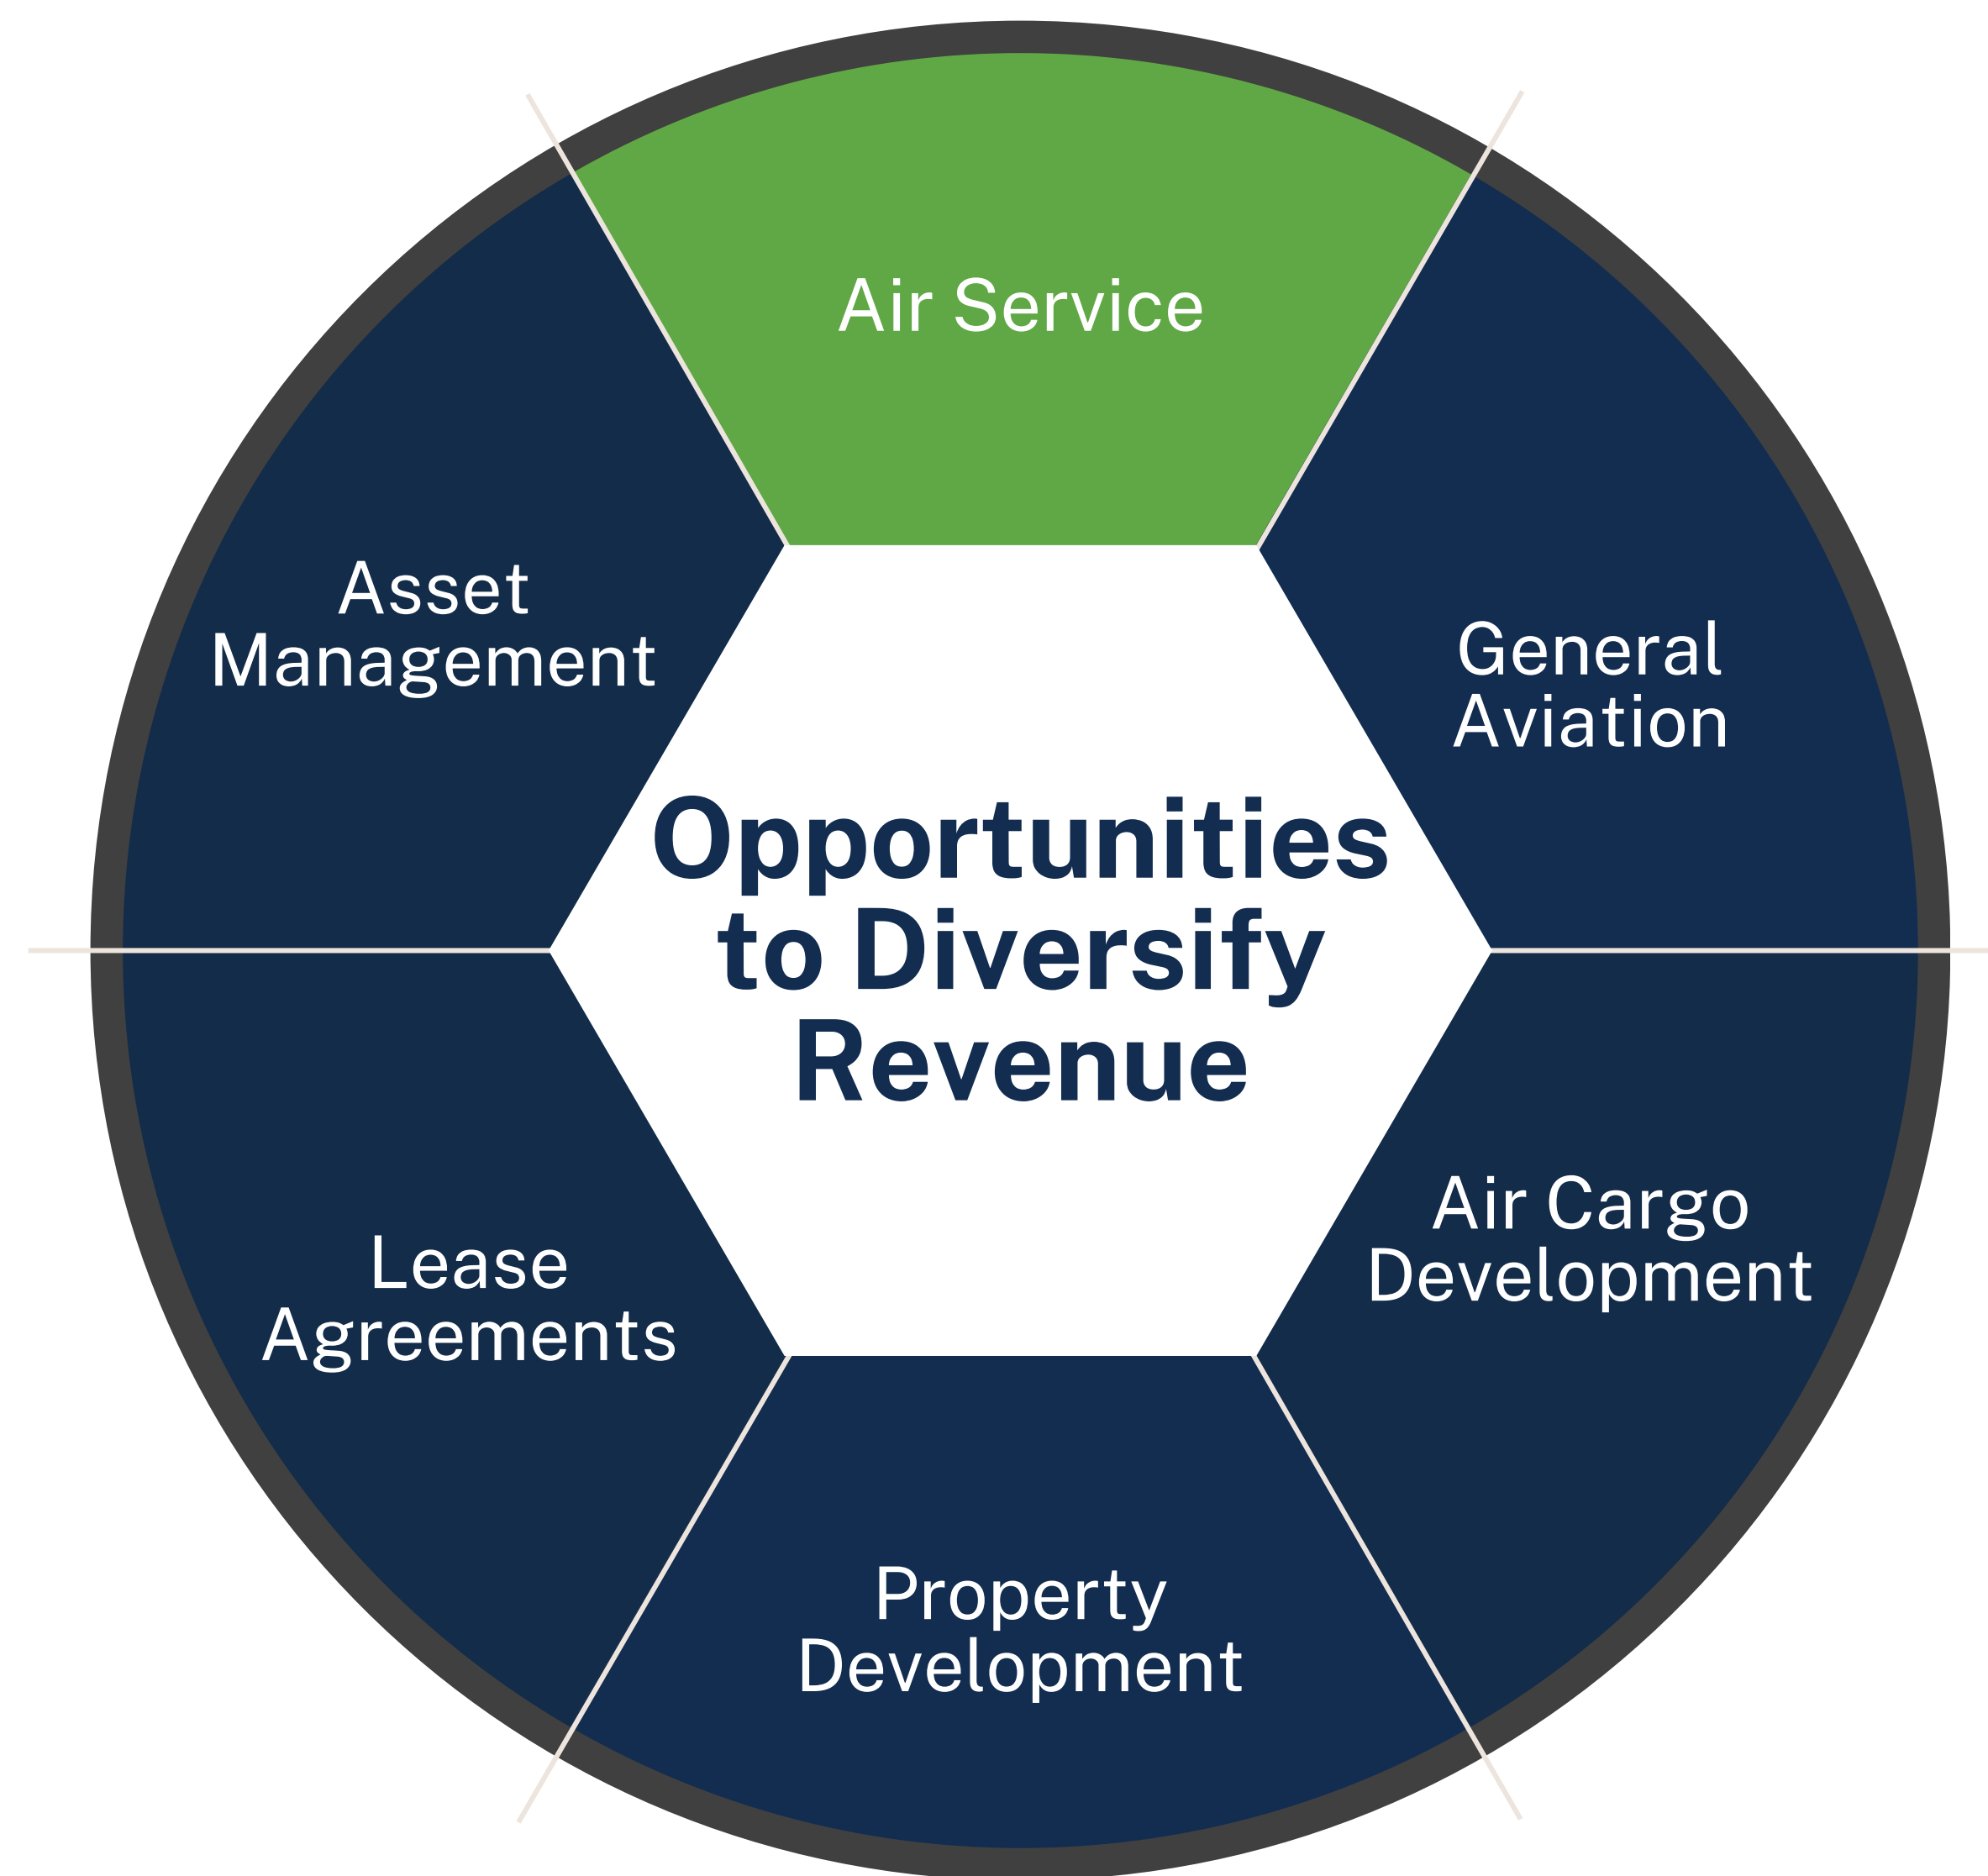 Air Service
General
Aviation
Air Cargo
Development
Property
Development
Lease
Agreements
Asset
Management
Opportunities
to Diversify
Revenue